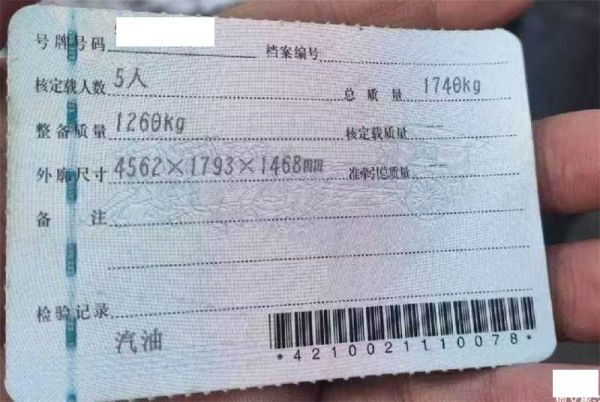 号牌号码 档案编号
核定载人数 5人 总质量 1740kg
整备质量 1260kg 核定载质量 --
外廓尺寸 4562×1793×1468mm 准牵引总质量 --
备注
检验记录
汽油
*4210021110078*